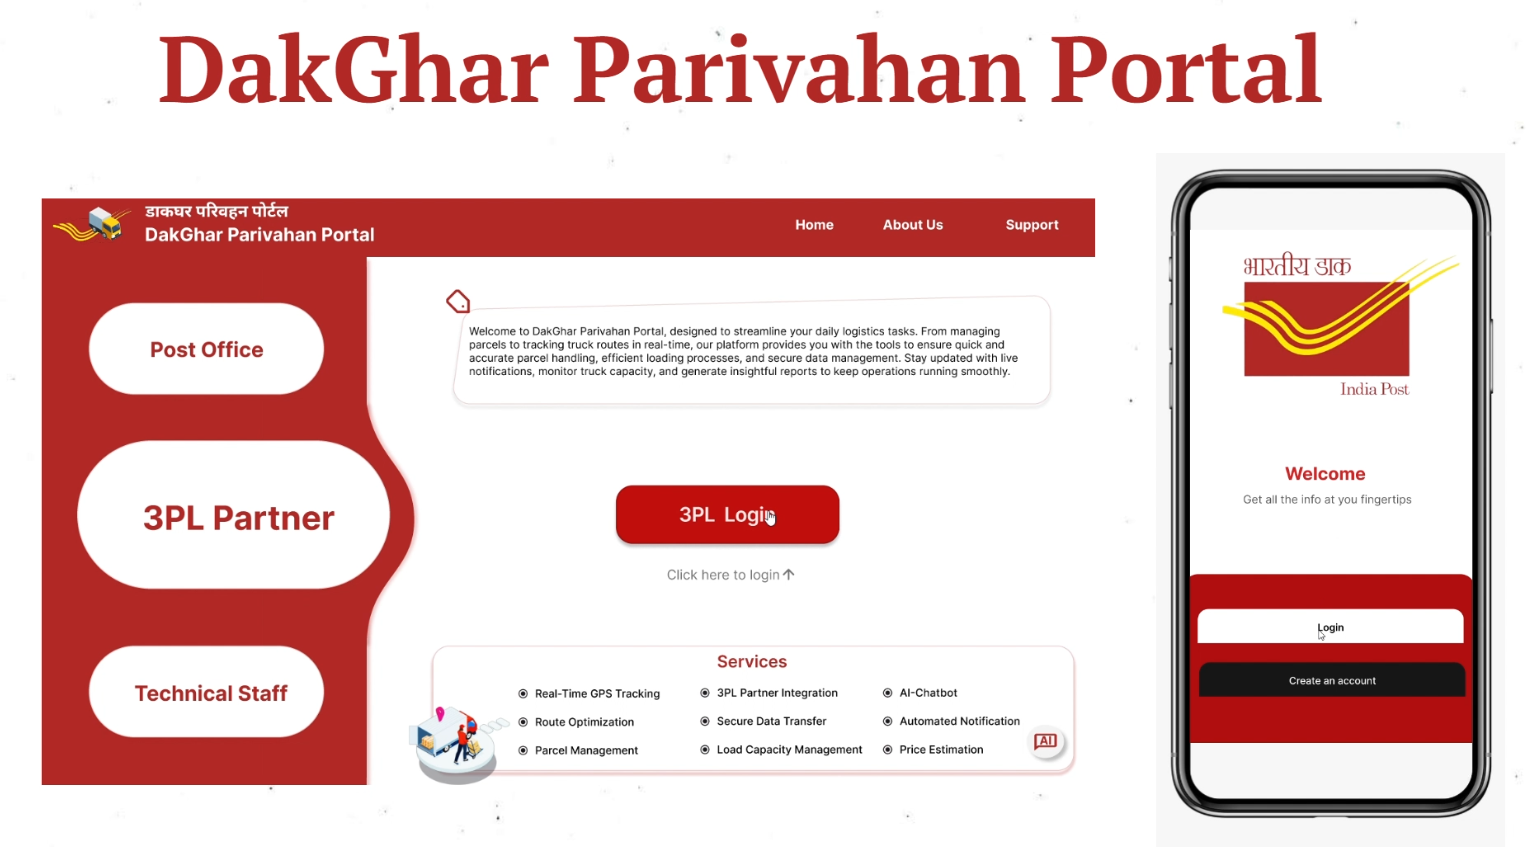 DakGhar Parivahan Portal
डाकघर परिवहन पोर्टल
DakGhar Parivahan Portal
Home
About Us
Support
Post Office
3PL Partner
Technical Staff
Welcome to DakGhar Parivahan Portal, designed to streamline your daily logistics tasks. From managing
parcels to tracking truck routes in real-time, our platform provides you with the tools to ensure quick and
accurate parcel handling, efficient loading processes, and secure data management. Stay updated with live
notifications, monitor truck capacity, and generate insightful reports to keep operations running smoothly.
3PL Login
Click here to login
Services
Real-Time GPS Tracking
Route Optimization
Parcel Management
3PL Partner Integration
Secure Data Transfer
Load Capacity Management
AI-Chatbot
Automated Notification
Price Estimation
AI
भारतीय डाक
India Post
Welcome
Get all the info at you fingertips
Login
Create an account